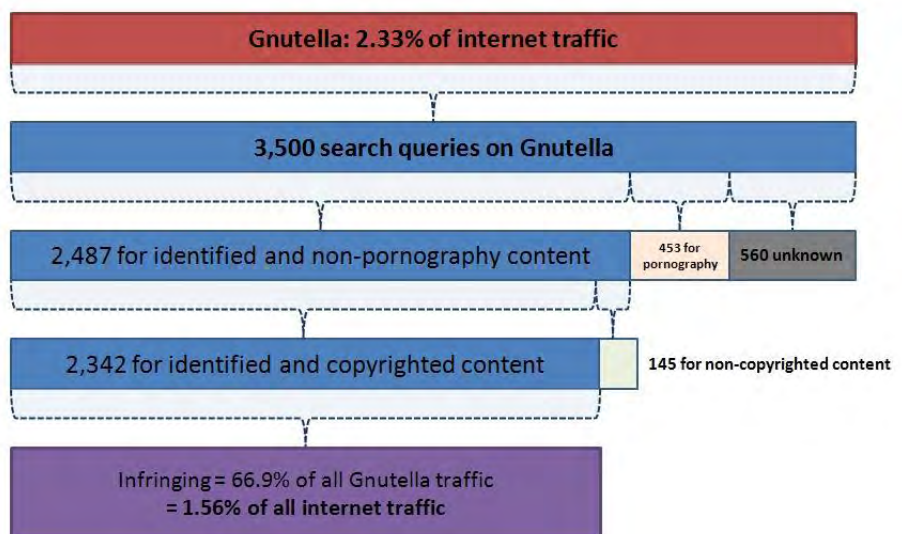 Gnutella: 2.33% of internet traffic
3,500 search queries on Gnutella
2,487 for identified and non-pornography content
453 for
pornography
560 unknown
2,342 for identified and copyrighted content
145 for non-copyrighted content
Infringing = 66.9% of all Gnutella traffic
= 1.56% of all internet traffic